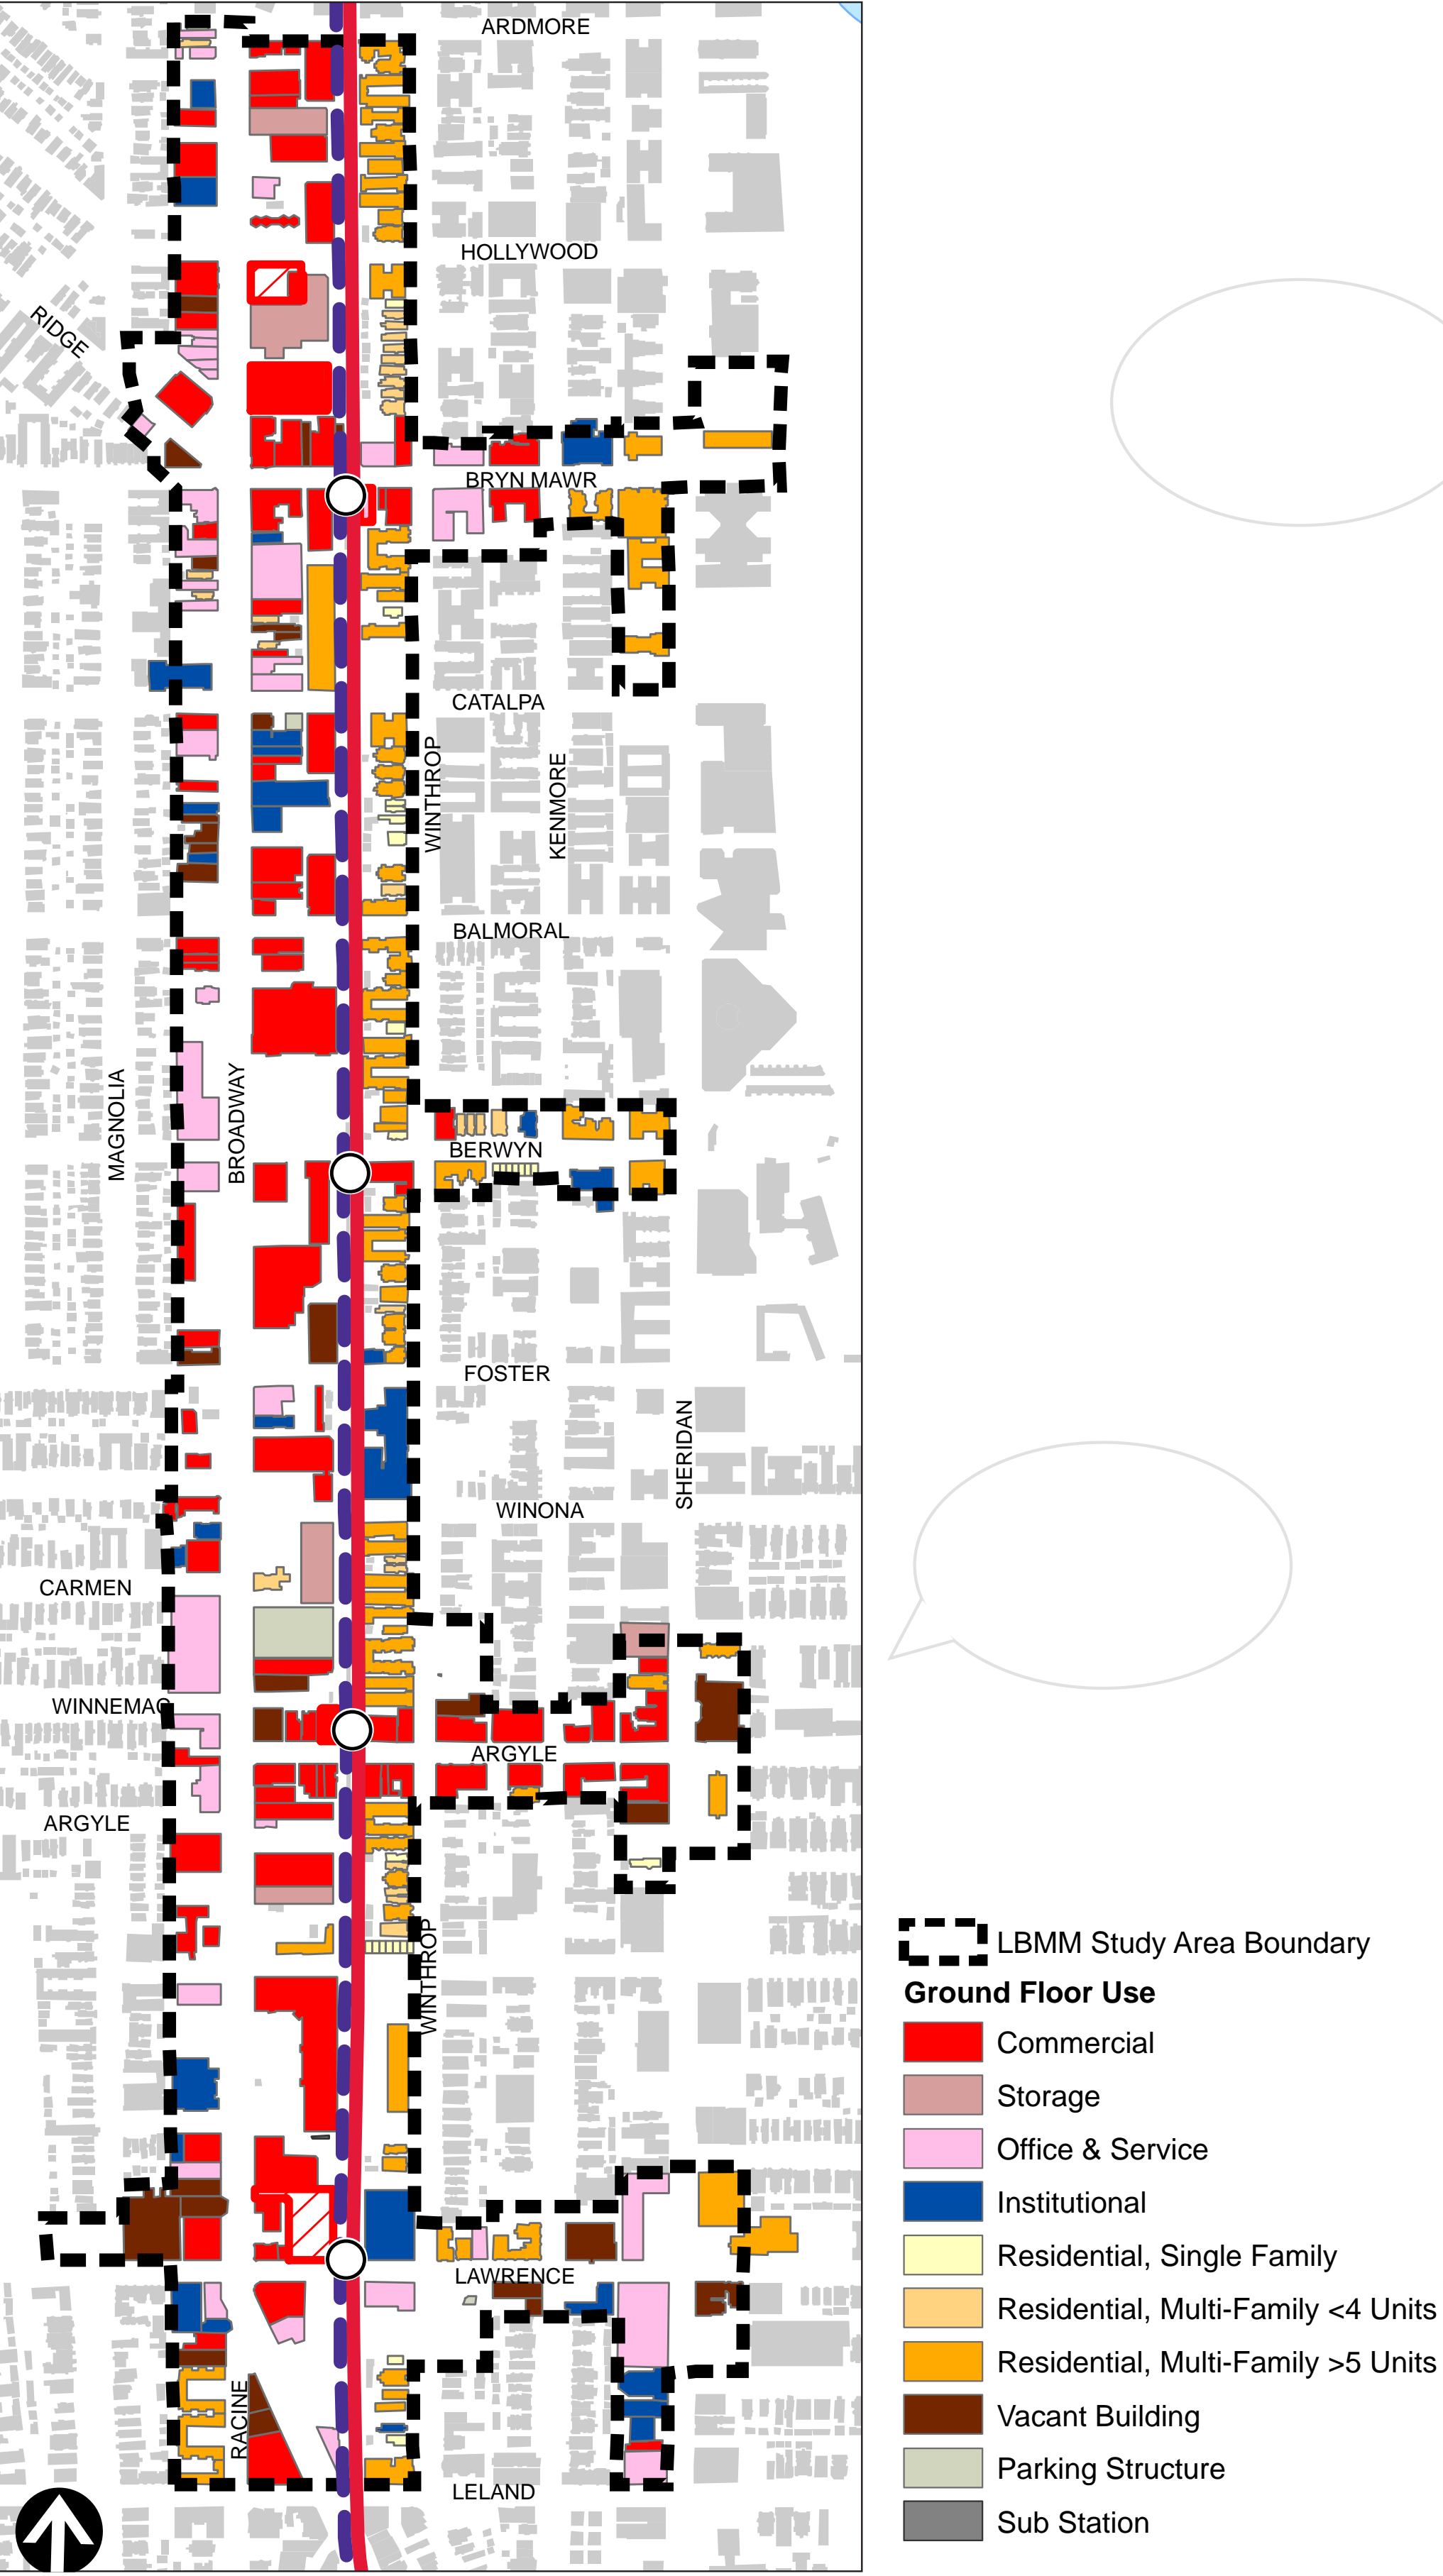 ARDMORE
HOLLYWOOD
RIDGE
BRYN MAWR
CATALPA
WINTHROP
KENMORE
BALMORAL
MAGNOLIA
BROADWAY
BERWYN
FOSTER
SHERIDAN
WINONA
CARMEN
WINNEMAC
ARGYLE
ARGYLE
WINTHROP
LAWRENCE
RACINE
LELAND
LBMM Study Area Boundary
Ground Floor Use
Commercial
Storage
Office & Service
Institutional
Residential, Single Family
Residential, Multi-Family <4 Units
Residential, Multi-Family >5 Units
Vacant Building
Parking Structure
Sub Station